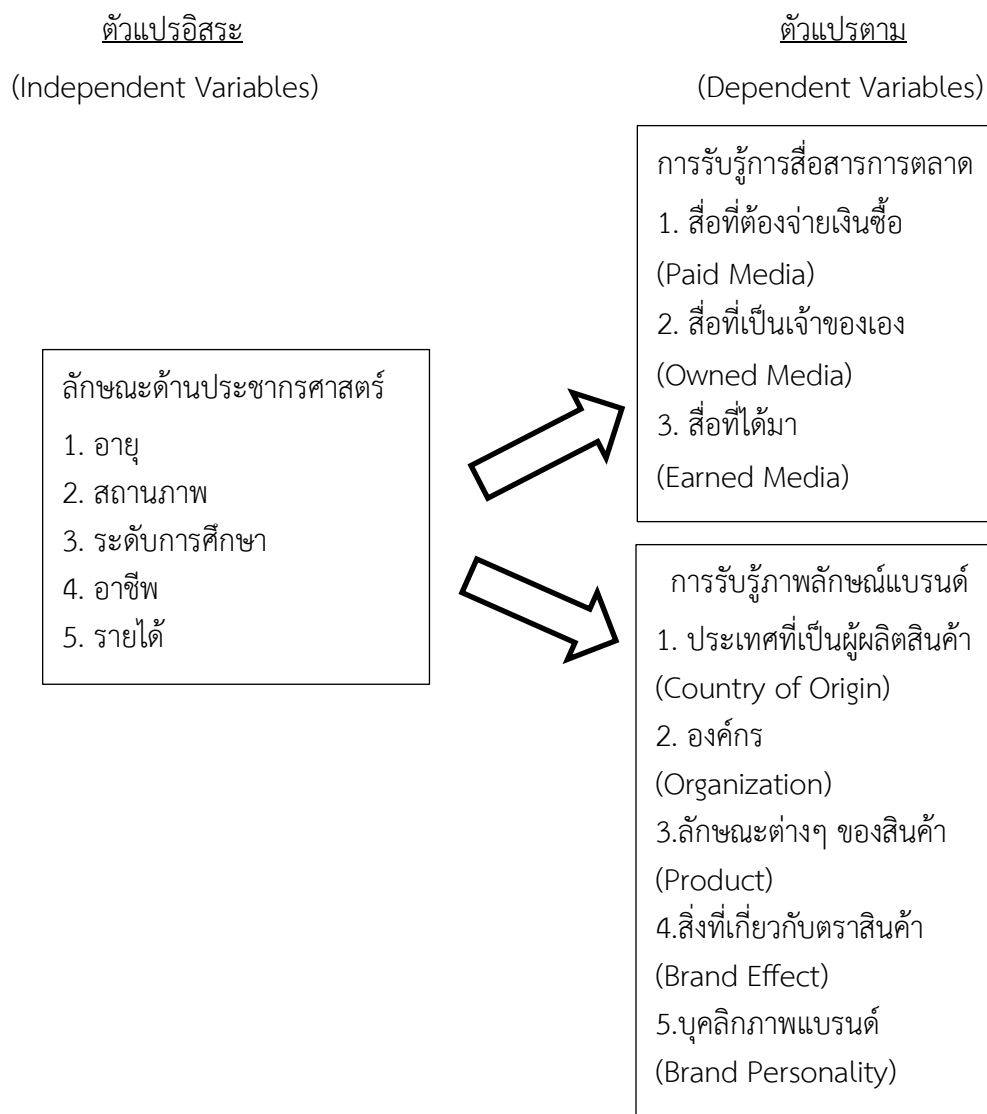 ตัวแปรอิสระ
(Independent Variables)
ลักษณะด้านประชากรศาสตร์
1. อายุ
2. สถานภาพ
3. ระดับการศึกษา
4. อาชีพ
5. รายได้
ตัวแปรตาม
(Dependent Variables)
การรับรู้การสื่อสารการตลาด
1. สื่อที่ต้องจ่ายเงินซื้อ
(Paid Media)
2. สื่อที่เป็นเจ้าของเอง
(Owned Media)
3. สื่อที่ได้มา
(Earned Media)
การรับรู้ภาพลักษณ์แบรนด์
1. ประเทศที่เป็นผู้ผลิตสินค้า
(Country of Origin)
2. องค์กร
(Organization)
3.ลักษณะต่างๆ ของสินค้า
(Product)
4.สิ่งที่เกี่ยวกับตราสินค้า
(Brand Effect)
5.บุคลิกภาพแบรนด์
(Brand Personality)